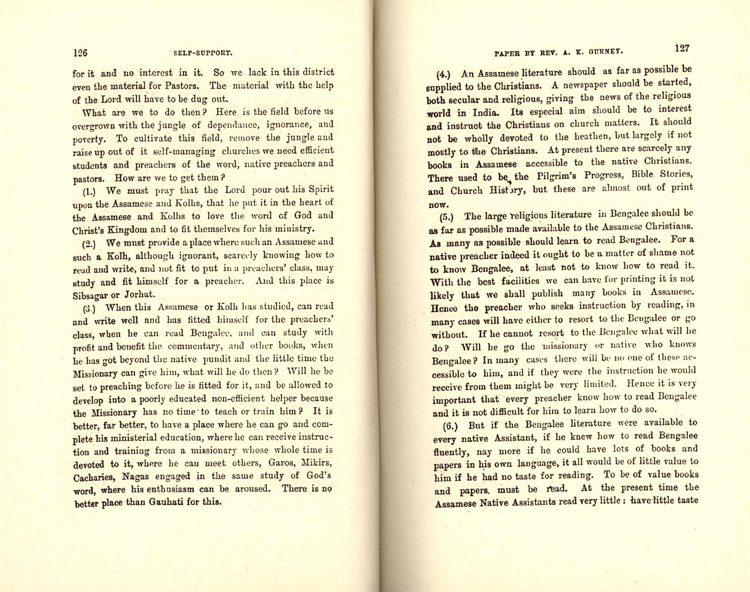 126 SELF-SUPPORT.
for it and no interest in it. So we lack in this district
even the material for Pastors. The material with the help
of the Lord will have to be dug out.
What are we to do then? Here is the field before us
overgrown with the jungle of dependance, ignorance, and
poverty. To cultivate this field, remove the jungle and
raise up out of it self-managing churches we need efficient
students and preachers of the word, native preachers and
pastors. How are we to get them?
(1.) We must pray that the Lord pour out his Spirit
upon the Assamese and Kolhs, that he put it in the heart of
the Assamese and Kolhs to love the word of God and
Christ's Kingdom and to fit themselves for his ministry.
(2.) We must provide a place where such an Assamese and
such a Kolh, although ignorant, scarcely knowing how to
read and write, and not fit to put in a preachers' class, may
study and fit himself for a preacher. And this place is
Sibsagar or Jorhat.
(3.) When this Assamese or Kolh has studied, can read
and write well and has fitted himself for the preachers'
class, when he can read Bengalee, and can study with
profit and benefit the commentary, and other books, when
he has got beyond the native pundit and the little time the
Missionary can give him, what will he do then? Will he be
set to preaching before he is fitted for it, and be allowed to
develop into a poorly educated non-efficient helper because
the Missionary has no time to teach or train him? It is
better, far better, to have a place where he can go and com-
plete his ministerial education, where he can receive instruc-
tion and training from a missionary whose whole time is
devoted to it, where he can meet others, Garos, Mikirs,
Cacharies, Nagas engaged in the same study of God's
word, where his enthusiasm can be aroused. There is no
better place than Gauhati for this.
PAPER BY REV. A. K. GURNEY. 127
(4.) An Assamese literature should as far as possible be
supplied to the Christians. A newspaper should be started,
both secular and religious, giving the news of the religious
world in India. Its especial aim should be to interest
and instruct the Christians on church matters. It should
not be wholly devoted to the heathen, but largely if not
mostly to the Christians. At present there are scarcely any
books in Assamese accessible to the native Christians.
There used to be the Pilgrim's Progress, Bible Stories,
and Church History, but these are almost out of print
now.
(5.) The large religious literature in Bengalee should be
as far as possible made available to the Assamese Christians.
As many as possible should learn to read Bengalee. For a
native preacher indeed it ought to be a matter of shame not
to know Bengalee, at least not to know how to read it.
With the best facilities we can have for printing it is not
likely that we shall publish many books in Assamese.
Hence the preacher who seeks instruction by reading, in
many cases will have either to resort to the Bengalee or go
without. If he cannot resort to the Bengalee what will he
do? Will he go the missionary or native who knows
Bengalee? In many cases there will be no one of these ac-
cessible to him, and if they were the instruction he would
receive from them might be very limited. Hence it is very
important that every preacher know how to read Bengalee
and it is not difficult for him to learn how to do so.
(6.) But if the Bengalee literature were available to
every native Assistant, if he knew how to read Bengalee
fluently, nay more if he could have lots of books and
papers in his own language, it all would be of little value to
him if he had no taste for reading. To be of value books
and papers must be read. At the present time the
Assamese Native Assistants read very little: have little taste